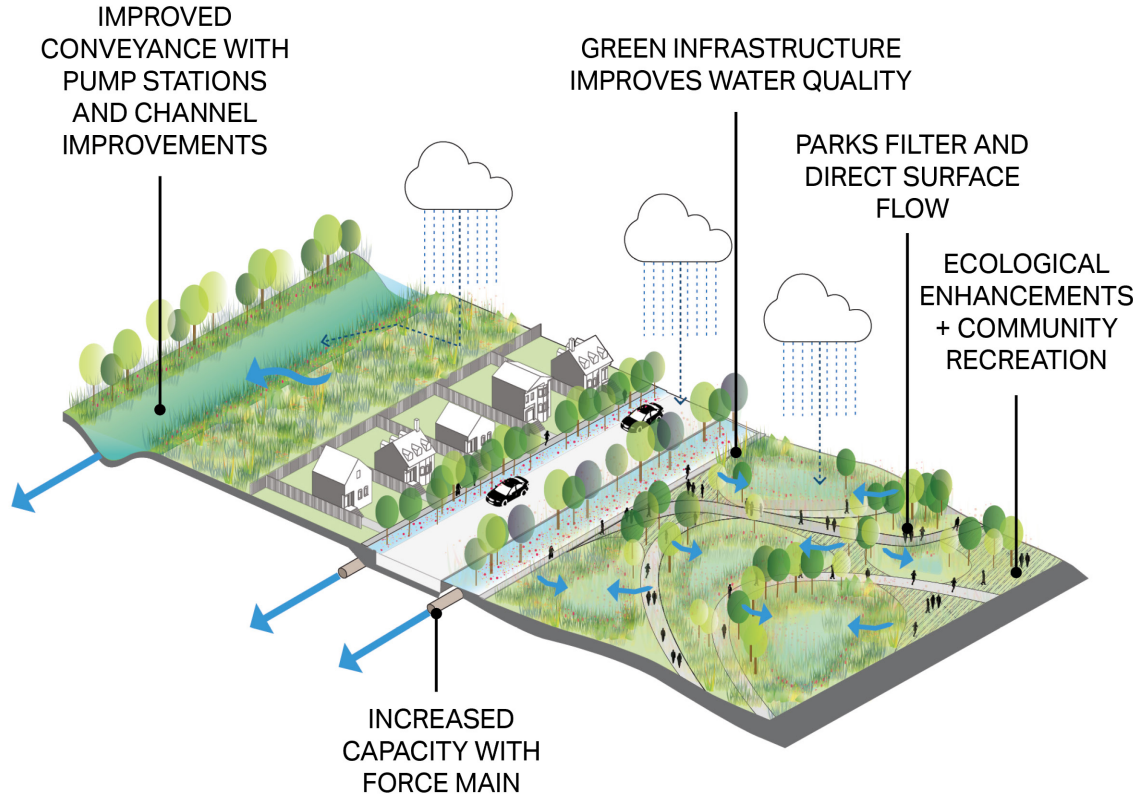 IMPROVED
CONVEYANCE WITH
PUMP STATIONS
AND CHANNEL
IMPROVEMENTS
GREEN INFRASTRUCTURE
IMPROVES WATER QUALITY
PARKS FILTER AND
DIRECT SURFACE
FLOW
ECOLOGICAL
ENHANCEMENTS
+ COMMUNITY
RECREATION
INCREASED
CAPACITY WITH
FORCE MAIN